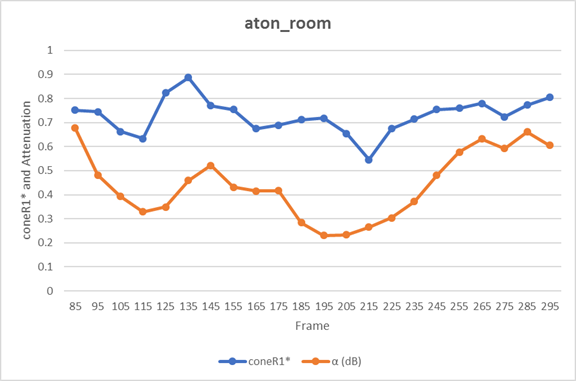 aton_room
coneR1* and Attenuation
1
0.9
0.8
0.7
0.6
0.5
0.4
0.3
0.2
0.1
0
85 95 105 115 125 135 145 155 165 175 185 195 205 215 225 235 245 255 265 275 285 295
Frame
coneR1* α (dB)